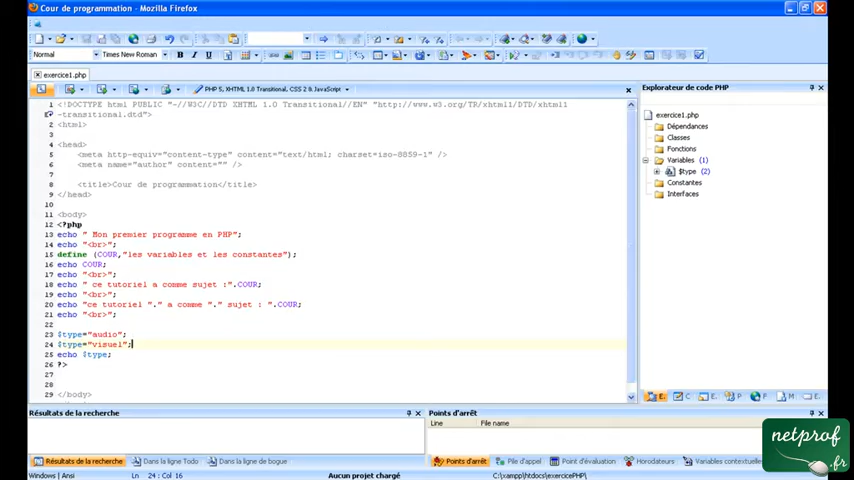 Cour de programmation - Mozilla Firefox
Normal Times New Roman B I U
exercice1.php
PHP 5, XHTML 1.0 Transitional, CSS 2 & JavaScript
1 <!DOCTYPE html PUBLIC "-//W3C//DTD XHTML 1.0 Transitional//EN" "http://www.w3.org/TR/xhtml1/DTD/xhtml1
-transitional.dtd">
2 <html>
3
4 <head>
5 <meta http-equiv="content-type" content="text/html; charset=iso-8859-1" />
6 <meta name="author" content="" />
7
8 <title>Cour de programmation</title>
9 </head>
10
11 <body>
12 <?php
13 echo " Mon premier programme en PHP";
14 echo "<br>";
15 define (COUR,"les variables et les constantes");
16 echo COUR;
17 echo "<br>";
18 echo " ce tutoriel a comme sujet :".COUR;
19 echo "<br>";
20 echo "ce tutoriel "." a comme "." sujet : ".COUR;
21 echo "<br>";
22
23 $type="audio";
24 $type="visuel";
25 echo $type;
26 ?>
27
28
29 </body>
Explorateur de code PHP
exercice1.php
Dépendances
Classes
Fonctions
Variables (1)
$type (2)
Constantes
Interfaces
E. C E. P F M E.
Résultats de la recherche
Résultats de la recherche Dans la ligne Todo Dans la ligne de bogue
Points d'arrêt
Line File name
Points d'arrêt Pile d'appel Point d'évaluation Horodateurs Variables contextuelle
Windows | Ansi Ln 24 : Col 16 Aucun projet chargé C:\xampp\htdocs\exercicePHP\
netprof
.fr